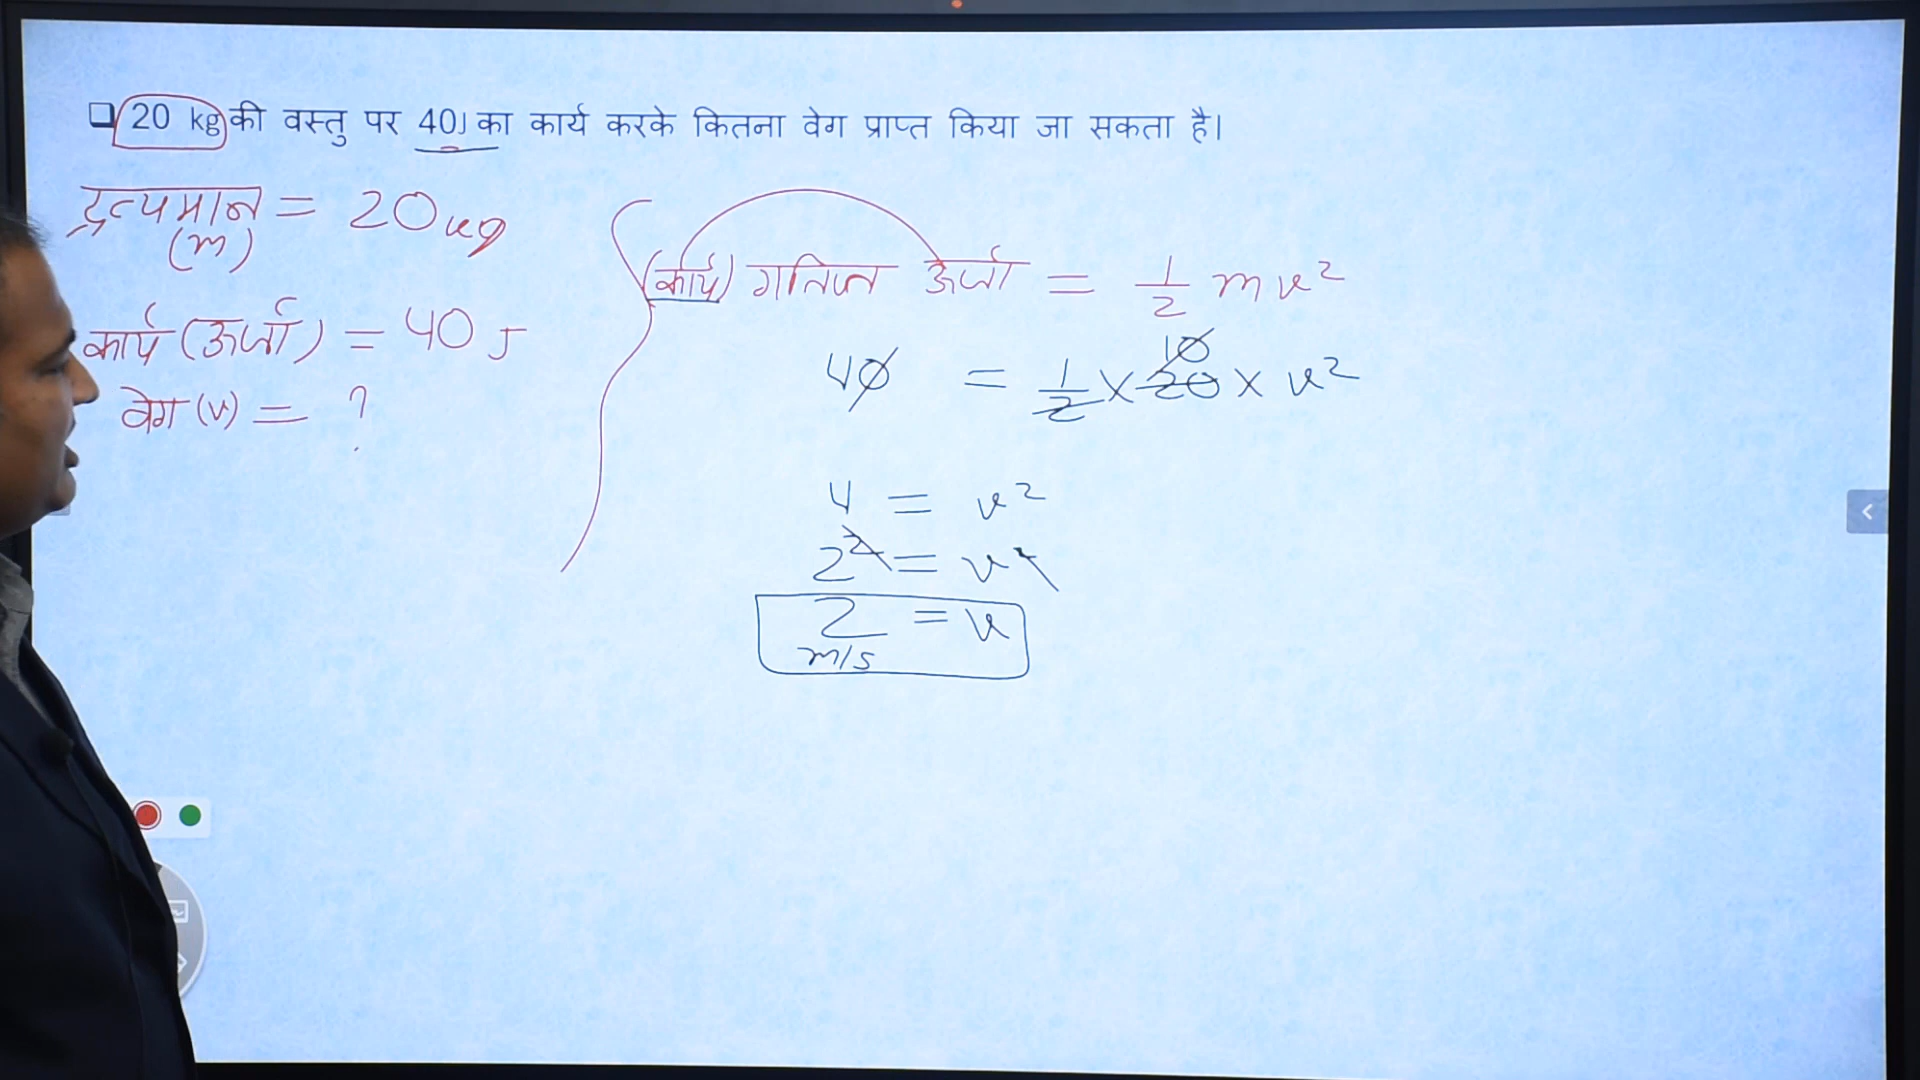 20 kg की वस्तु पर 40J का कार्य करके कितना वेग प्राप्त किया जा सकता है।
द्रव्यमान = 20kg
(m)
कार्य (ऊर्जा) = 40 J
वेग (v) = ?
(कार्य) गतिज ऊर्जा = 1/2 mv²
10
40 = 1/2 × 20 × v²
4 = v²
2² = v²
2 = v
m/s